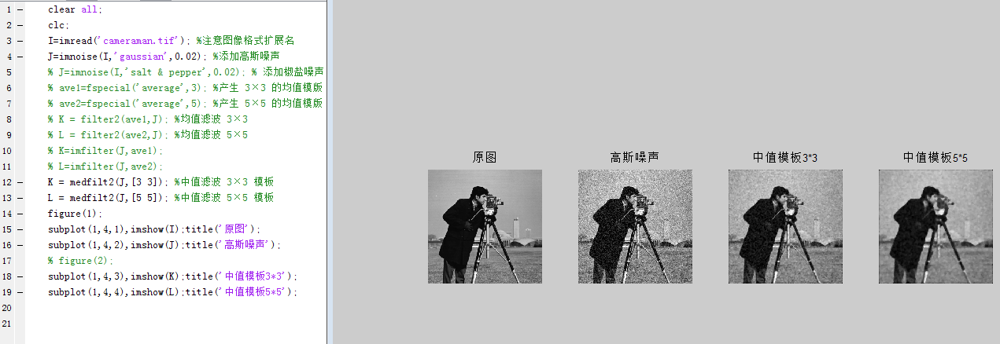 1 — clear all;
2 — clc;
3 — I=imread('cameraman.tif'); %注意图像格式扩展名
4 — J=imnoise(I,'gaussian',0.02); %添加高斯噪声
5 % J=imnoise(I,'salt & pepper',0.02); % 添加椒盐噪声
6 % ave1=fspecial('average',3); %产生 3×3 的均值模版
7 % ave2=fspecial('average',5); %产生 5×5 的均值模版
8 % K = filter2(ave1,J); %均值滤波 3×3
9 % L = filter2(ave2,J); %均值滤波 5×5
10 % K=imfilter(J,ave1);
11 % L=imfilter(J,ave2);
12 — K = medfilt2(J,[3 3]); %中值滤波 3×3 模板
13 — L = medfilt2(J,[5 5]); %中值滤波 5×5 模板
14 — figure(1);
15 — subplot(1,4,1),imshow(I);title('原图');
16 — subplot(1,4,2),imshow(J);title('高斯噪声');
17 % figure(2);
18 — subplot(1,4,3),imshow(K);title('中值模板3*3');
19 — subplot(1,4,4),imshow(L);title('中值模板5*5');
20
21
原图
高斯噪声
中值模板3*3
中值模板5*5